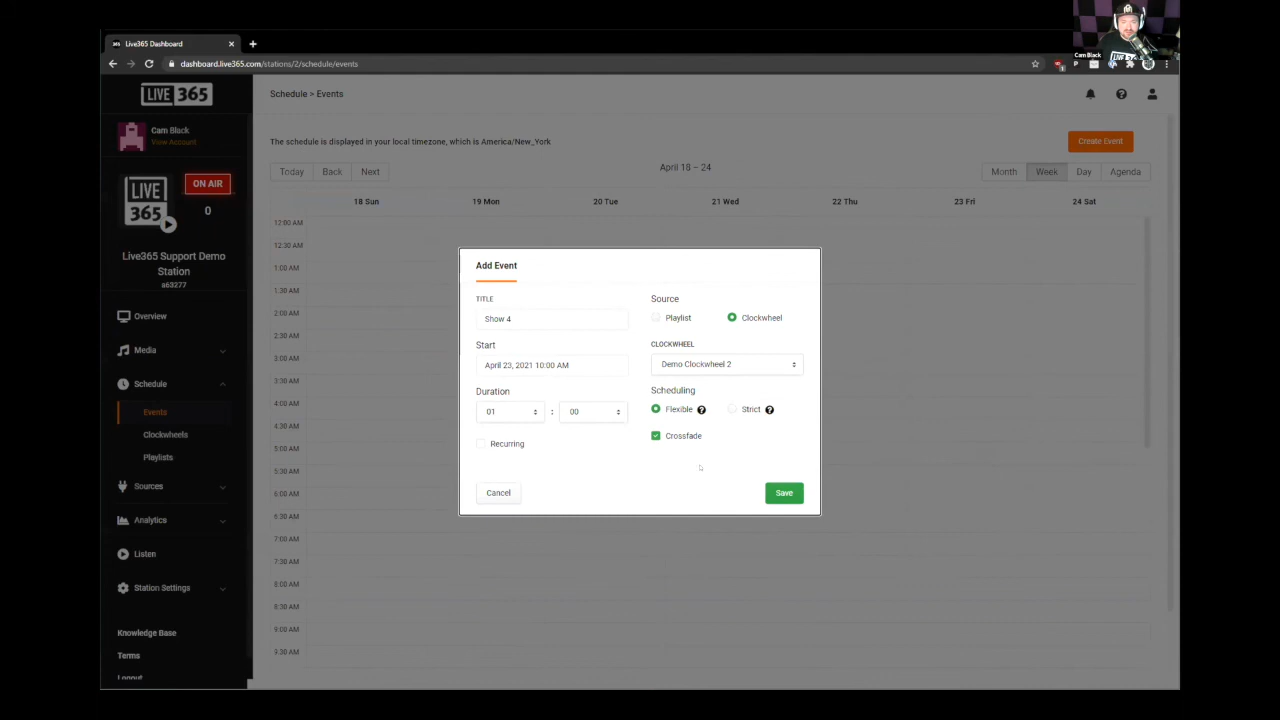 Live365 Dashboard
dashboard.live365.com/stations/2/schedule/events
Cam Black
LIVE 365
Schedule > Events
Cam Black
View Account
The schedule is displayed in your local timezone, which is America/New_York
Create Event
Today Back Next
April 18 – 24
Month Week Day Agenda
LIVE 365
ON AIR
0
18 Sun 19 Mon 20 Tue 21 Wed 22 Thu 23 Fri 24 Sat
12:00 AM
12:30 AM
1:00 AM
1:30 AM
2:00 AM
2:30 AM
3:00 AM
3:30 AM
4:00 AM
4:30 AM
5:00 AM
5:30 AM
6:00 AM
6:30 AM
7:00 AM
7:30 AM
8:00 AM
8:30 AM
9:00 AM
9:30 AM
Live365 Support Demo
Station
a63277
Overview
Media
Schedule
Events
Clockwheels
Playlists
Sources
Analytics
Listen
Station Settings
Knowledge Base
Terms
Logout
Add Event
TITLE
Show 4
Start
April 23, 2021 10:00 AM
Duration
01 : 00
Recurring
Cancel
Source
Playlist Clockwheel
CLOCKWHEEL
Demo Clockwheel 2
Scheduling
Flexible Strict
Crossfade
Save